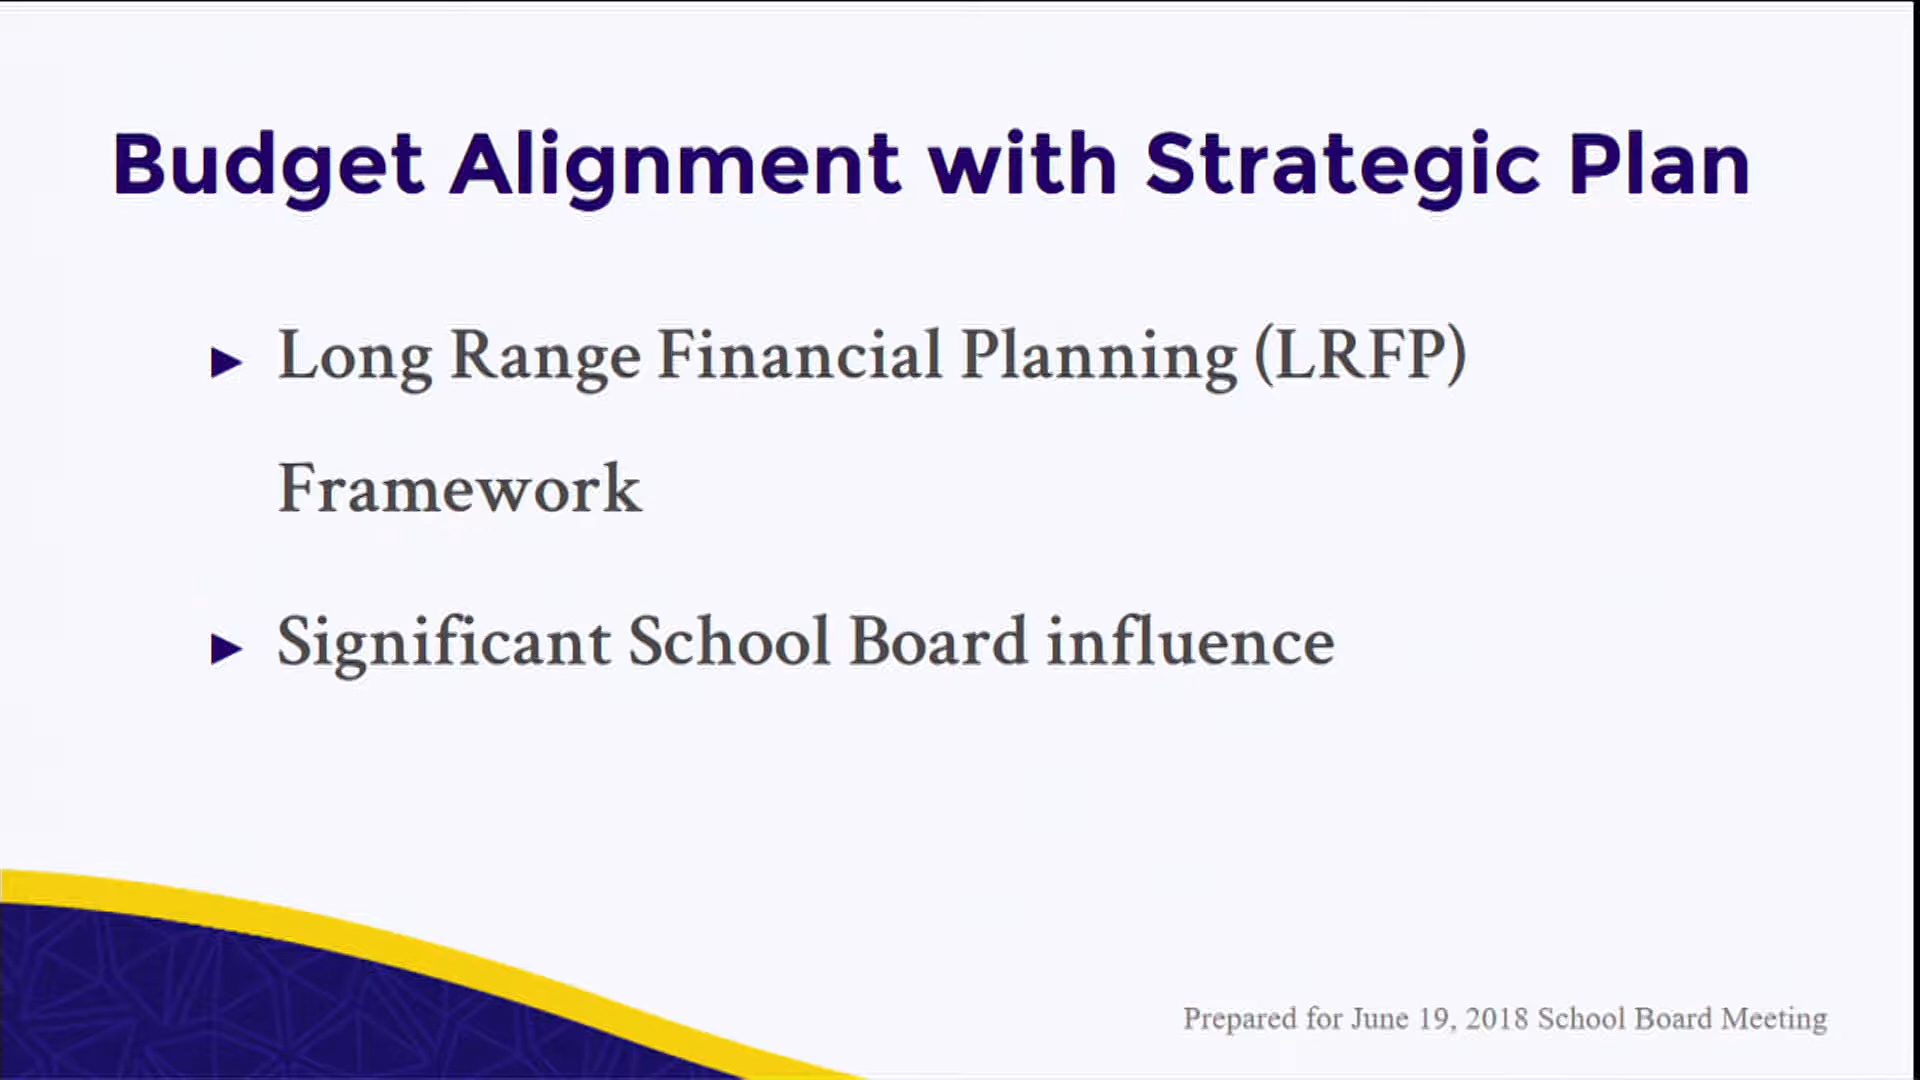 Budget Alignment with Strategic Plan
► Long Range Financial Planning (LRFP)
Framework
► Significant School Board influence
Prepared for June 19, 2018 School Board Meeting